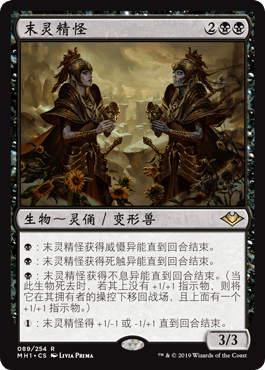 末灵精怪 2
生物～灵俑／变形兽
：末灵精怪获得威慑异能直到回合结束。
：末灵精怪获得死触异能直到回合结束。
：末灵精怪获得不息异能直到回合结束。（当
此生物死去时，若其上没有 +1/+1 指示物，则将
它在其拥有者的操控下移回战场，且上面有一个
+1/+1 指示物。）
1：末灵精怪得 +1/-1 或 -1/+1 直到回合结束。
3/3
089/254 R
MH1 • CS LIVIA PRIMA
™ & © 2019 Wizards of the Coast